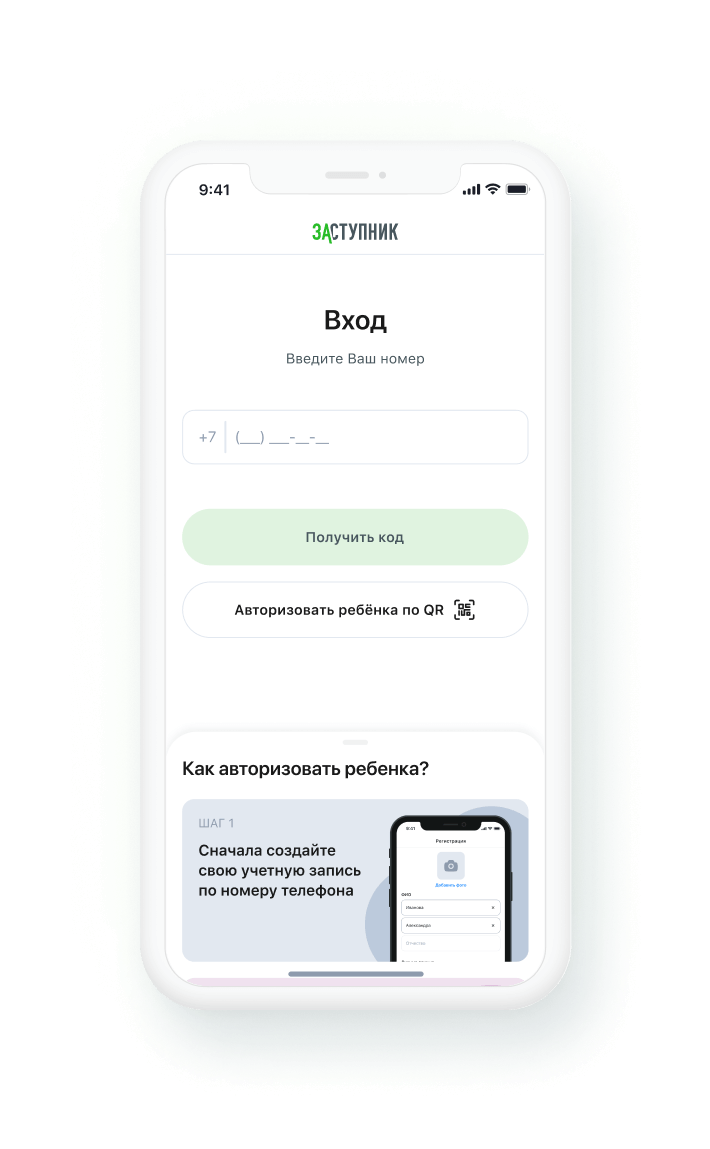 9:41
ЗАСТУПНИК
Вход
Введите Ваш номер
+7 (___) ___-__-__
Получить код
Авторизовать ребёнка по QR
Как авторизовать ребенка?
ШАГ 1
Сначала создайте
свою учетную запись
по номеру телефона
9:41
Регистрация
Добавить фото
ФИО
Иванова
Александра
Отчество